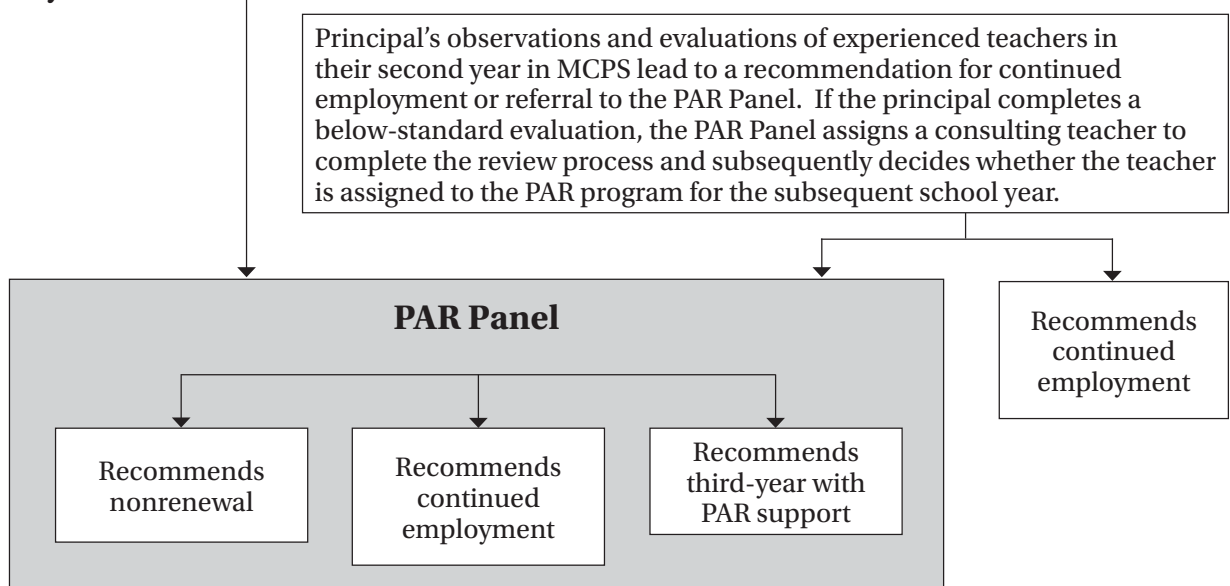 Principal’s observations and evaluations of experienced teachers in
their second year in MCPS lead to a recommendation for continued
employment or referral to the PAR Panel.  If the principal completes a
below-standard evaluation, the PAR Panel assigns a consulting teacher to
complete the review process and subsequently decides whether the teacher
is assigned to the PAR program for the subsequent school year.
PAR Panel
Recommends
nonrenewal
Recommends
continued
employment
Recommends
third-year with
PAR support
Recommends
continued
employment